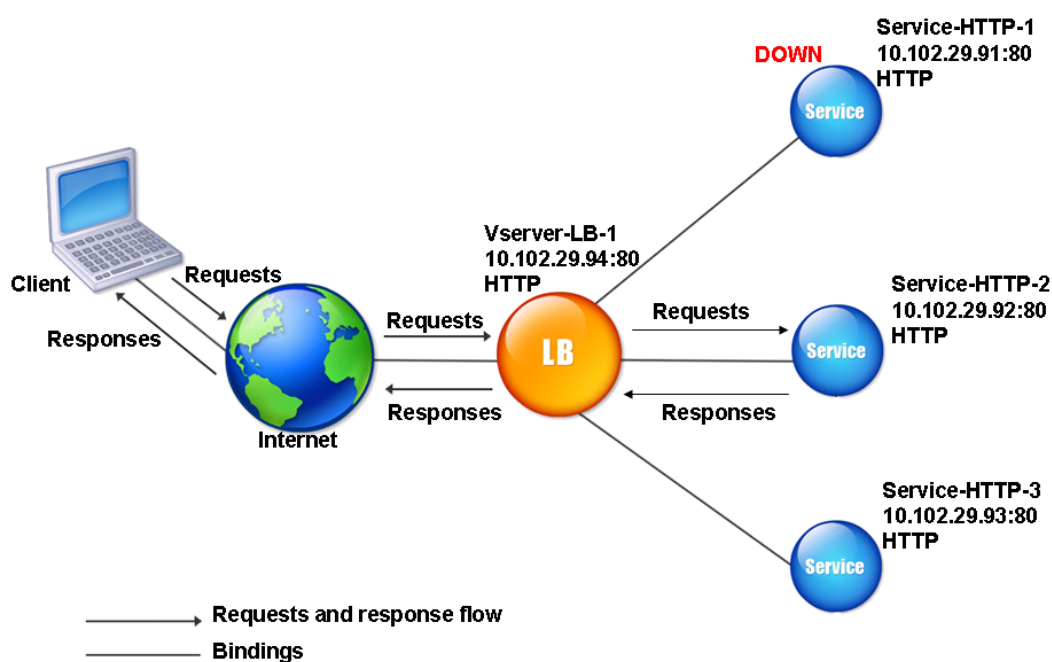 Service-HTTP-1
10.102.29.91:80
HTTP
DOWN
Service
Vserver-LB-1
10.102.29.94:80
HTTP
Client
Requests
Responses
Internet
Requests
Responses
LB
Requests
Responses
Service-HTTP-2
10.102.29.92:80
HTTP
Service
Service-HTTP-3
10.102.29.93:80
HTTP
Service
Requests and response flow
Bindings